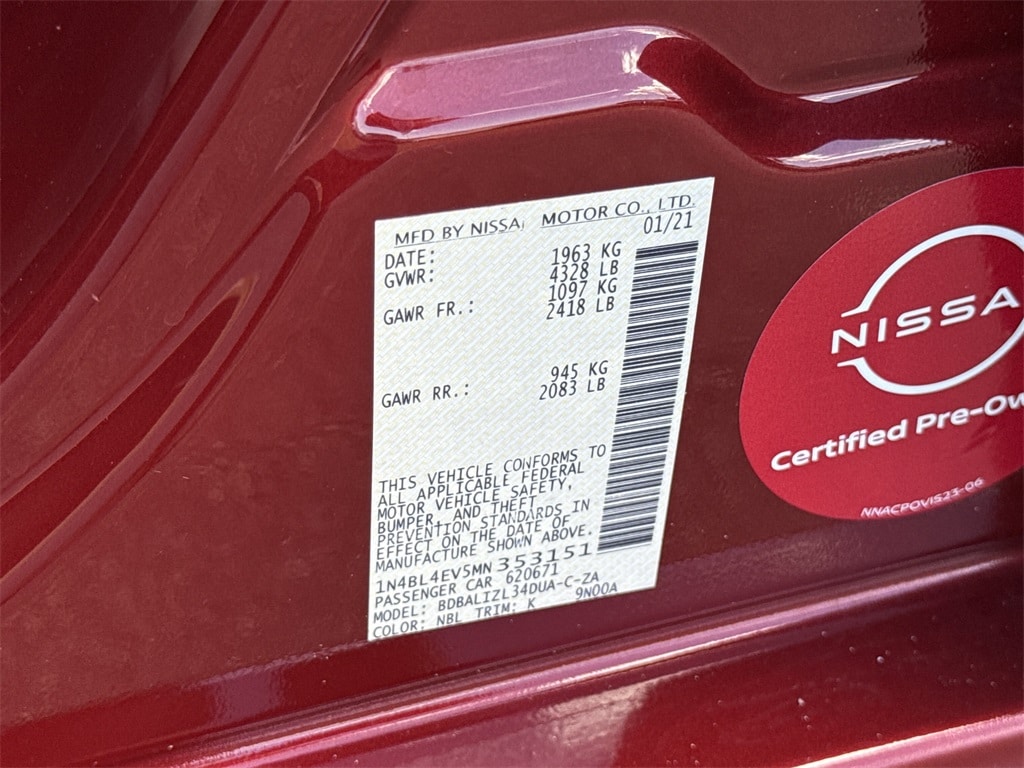 MFD BY NISSAN MOTOR CO., LTD.
DATE: 01/21
GVWR: 1963 KG
4328 LB
GAWR FR.: 1097 KG
2418 LB
GAWR RR.: 945 KG
2083 LB
THIS VEHICLE CONFORMS TO
ALL APPLICABLE FEDERAL
MOTOR VEHICLE SAFETY,
BUMPER, AND THEFT
PREVENTION STANDARDS IN
EFFECT ON THE DATE OF
MANUFACTURE SHOWN ABOVE.
1N4BL4EV5MN353151
PASSENGER CAR 620671
MODEL: BDBALIZL34DUA-C-ZA
COLOR: NBL TRIM: K 9N00A
NISSA
Certified Pre-Ow
NNACPOVIS23-06